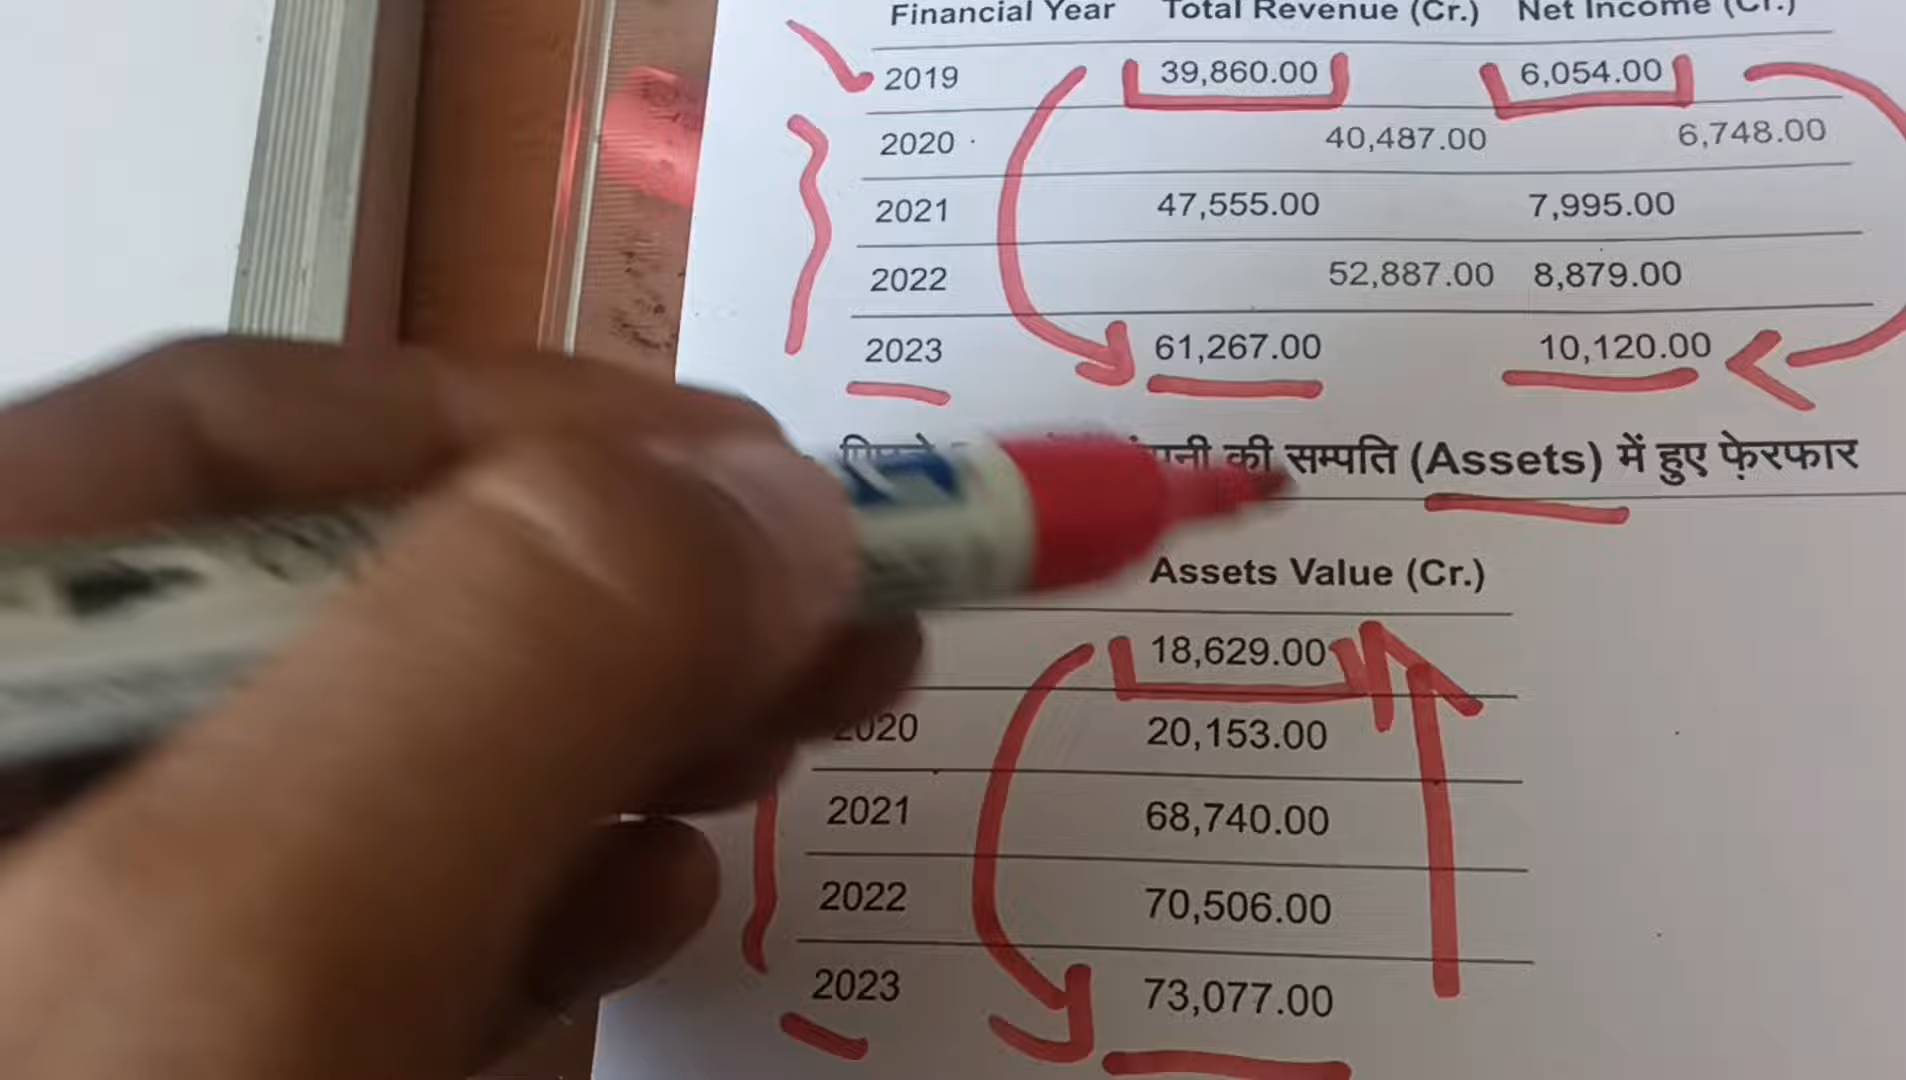 Financial Year Total Revenue (Cr.) Net Income (Cr.)
2019 39,860.00 6,054.00
2020 40,487.00 6,748.00
2021 47,555.00 7,995.00
2022 52,887.00 8,879.00
2023 61,267.00 10,120.00
की सम्पति (Assets) में हुए फ़ेरफार
Assets Value (Cr.)
18,629.00
2020 20,153.00
2021 68,740.00
2022 70,506.00
2023 73,077.00